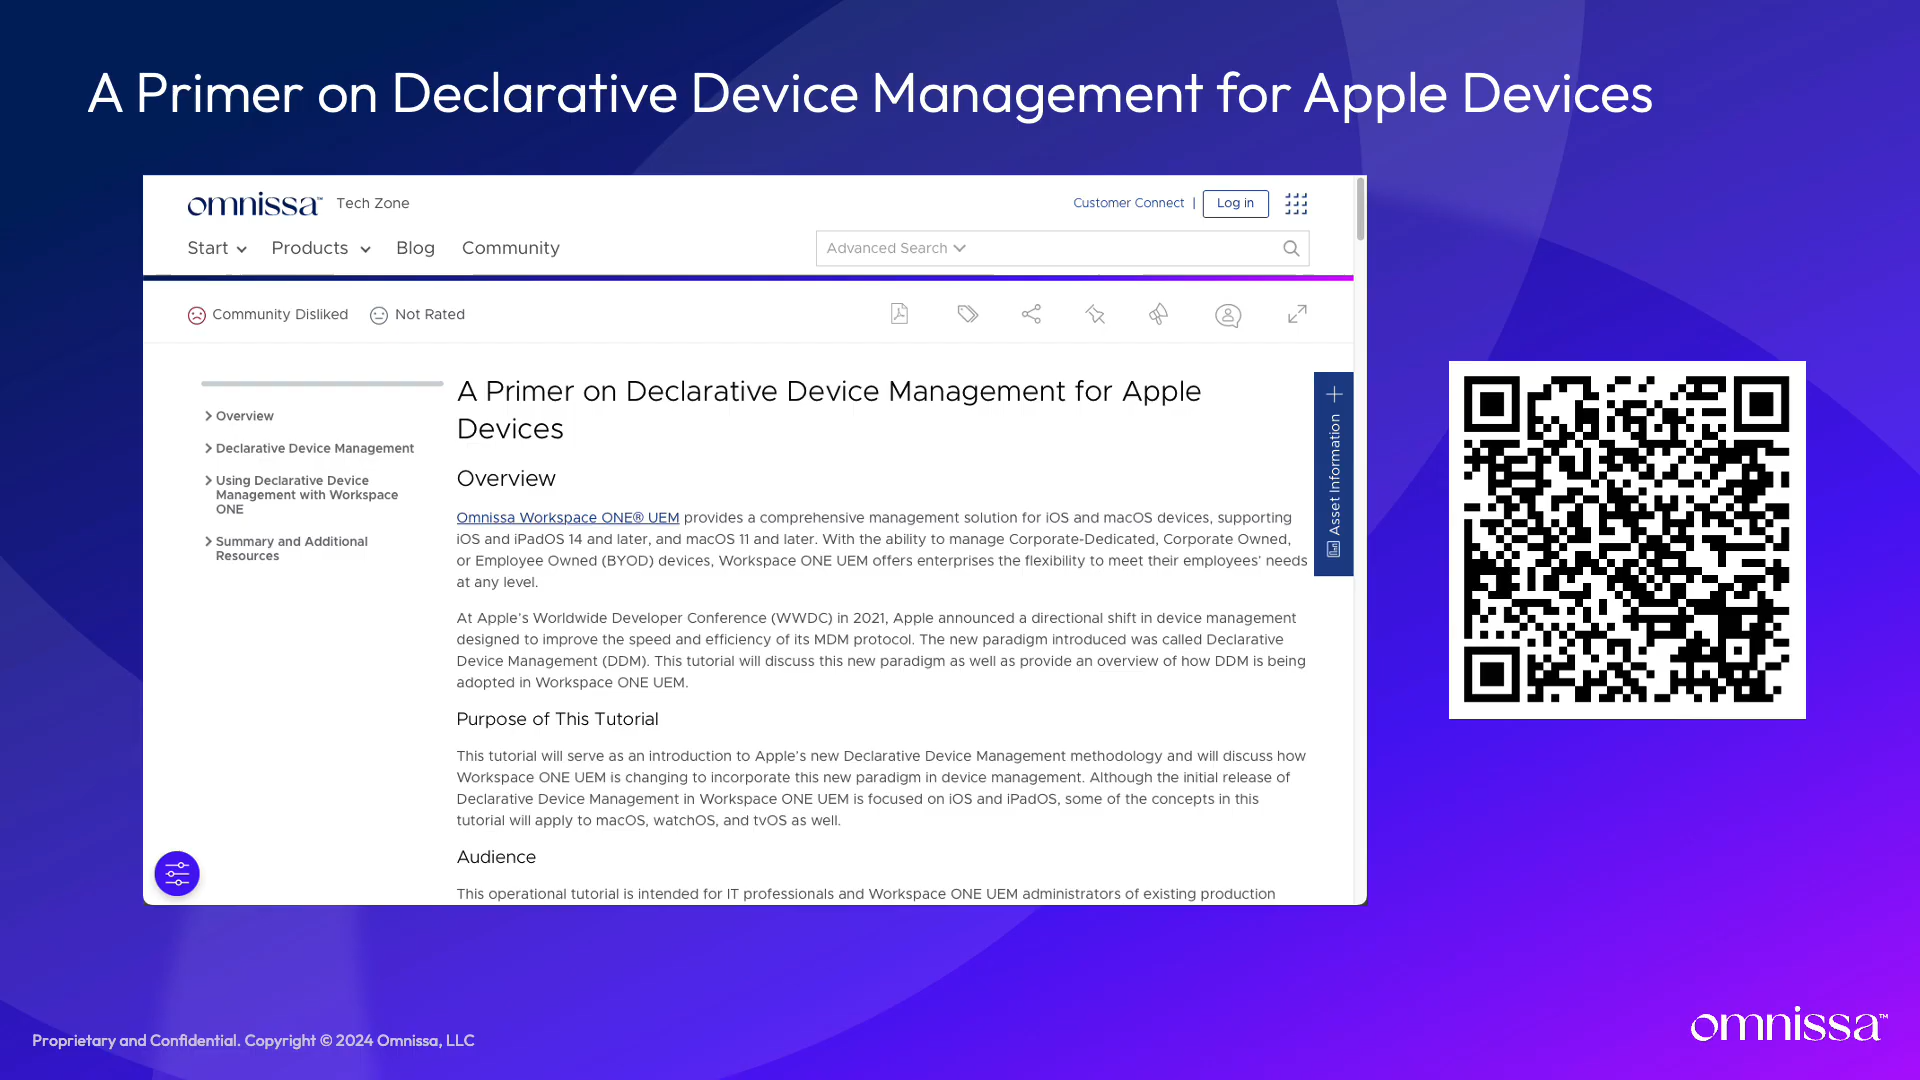 A Primer on Declarative Device Management for Apple Devices
omnissa™ Tech Zone
Customer Connect | Log in
Start Products Blog Community
Advanced Search
Community Disliked Not Rated
Overview
Declarative Device Management
Using Declarative Device
Management with Workspace
ONE
Summary and Additional
Resources
A Primer on Declarative Device Management for Apple
Devices
Overview
Omnissa Workspace ONE® UEM provides a comprehensive management solution for iOS and macOS devices, supporting
iOS and iPadOS 14 and later, and macOS 11 and later. With the ability to manage Corporate-Dedicated, Corporate Owned,
or Employee Owned (BYOD) devices, Workspace ONE UEM offers enterprises the flexibility to meet their employees' needs
at any level.
At Apple's Worldwide Developer Conference (WWDC) in 2021, Apple announced a directional shift in device management
designed to improve the speed and efficiency of its MDM protocol. The new paradigm introduced was called Declarative
Device Management (DDM). This tutorial will discuss this new paradigm as well as provide an overview of how DDM is being
adopted in Workspace ONE UEM.
Purpose of This Tutorial
This tutorial will serve as an introduction to Apple's new Declarative Device Management methodology and will discuss how
Workspace ONE UEM is changing to incorporate this new paradigm in device management. Although the initial release of
Declarative Device Management in Workspace ONE UEM is focused on iOS and iPadOS, some of the concepts in this
tutorial will apply to macOS, watchOS, and tvOS as well.
Audience
This operational tutorial is intended for IT professionals and Workspace ONE UEM administrators of existing production
Asset Information
Proprietary and Confidential. Copyright © 2024 Omnissa, LLC
omnissa™